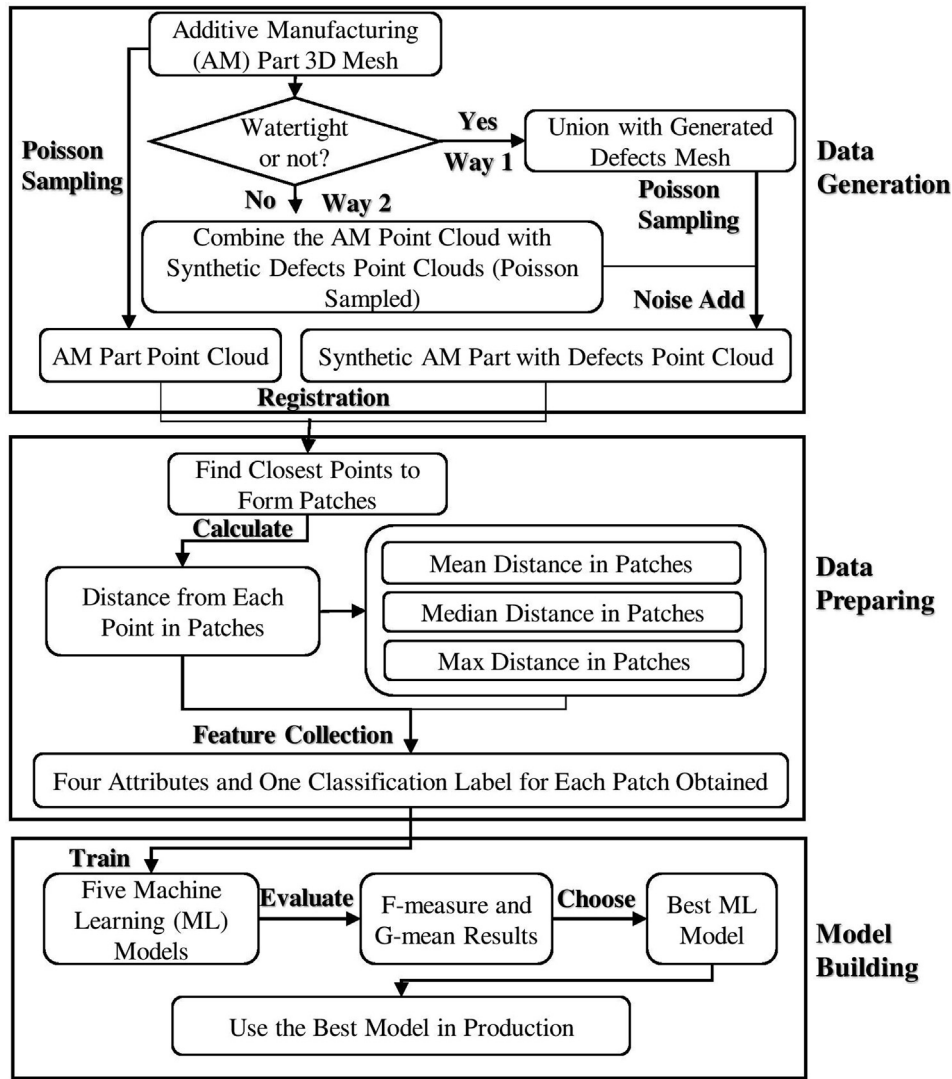 Additive Manufacturing
(AM) Part 3D Mesh
Watertight
or not?
Yes
Way 1
Union with Generated
Defects Mesh
Poisson
Sampling
Data
Generation
No
Way 2
Poisson
Sampling
Combine the AM Point Cloud with
Synthetic Defects Point Clouds (Poisson
Sampled)
Noise Add
AM Part Point Cloud
Synthetic AM Part with Defects Point Cloud
Registration
Find Closest Points to
Form Patches
Calculate
Distance from Each
Point in Patches
Mean Distance in Patches
Median Distance in Patches
Max Distance in Patches
Data
Preparing
Feature Collection
Four Attributes and One Classification Label for Each Patch Obtained
Train
Five Machine
Learning (ML)
Models
Evaluate
F-measure and
G-mean Results
Choose
Best ML
Model
Model
Building
Use the Best Model in Production